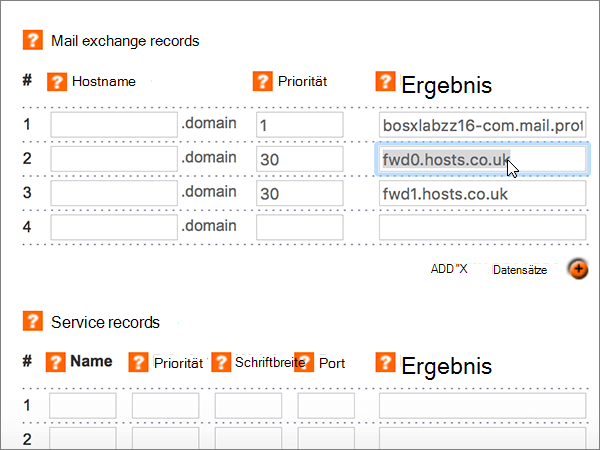 ? Mail exchange records
# ? Hostname ? Priorität ? Ergebnis
1 .domain 1 bosxlabzz16-com.mail.prot
2 .domain 30 fwd0.hosts.co.uk
3 .domain 30 fwd1.hosts.co.uk
4 .domain
ADD "X Datensätze +
? Service records
# ? Name ? Priorität ? Schriftbreite ? Port ? Ergebnis
1
2